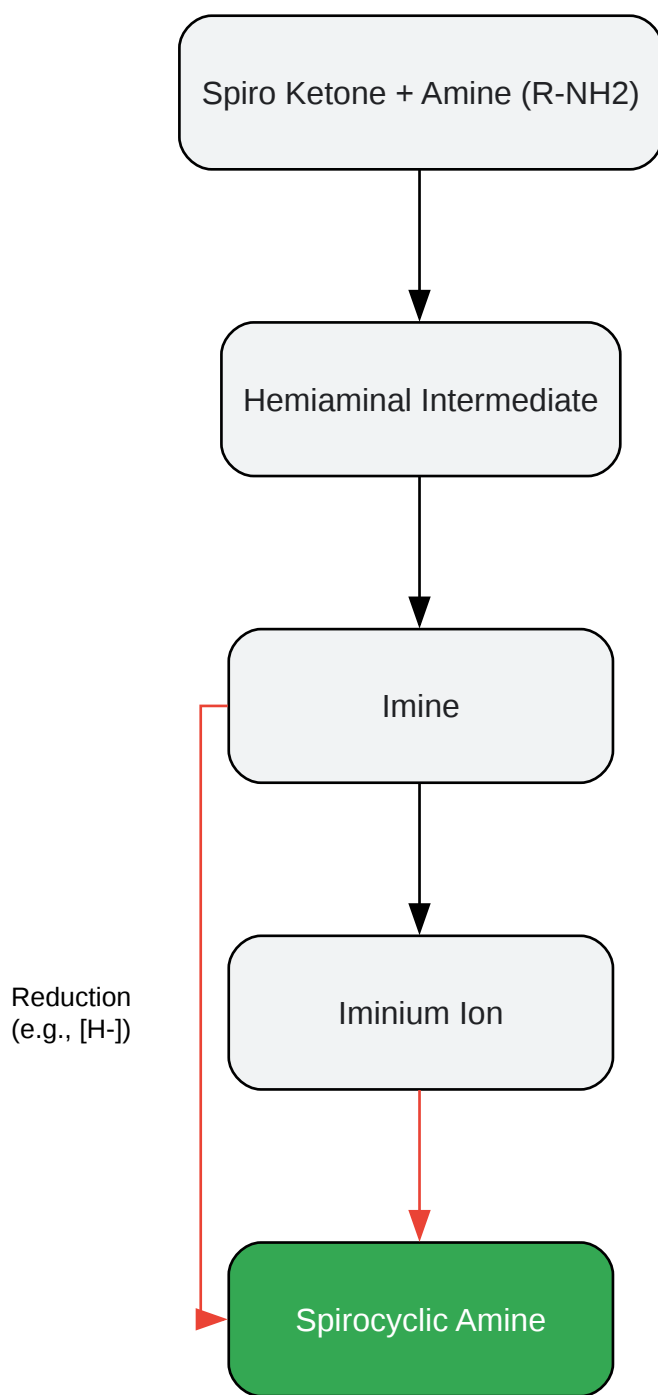 Spiro Ketone + Amine (R-NH2)
Hemiaminal Intermediate
Imine
Iminium Ion
Reduction
(e.g., [H-])
Spirocyclic Amine